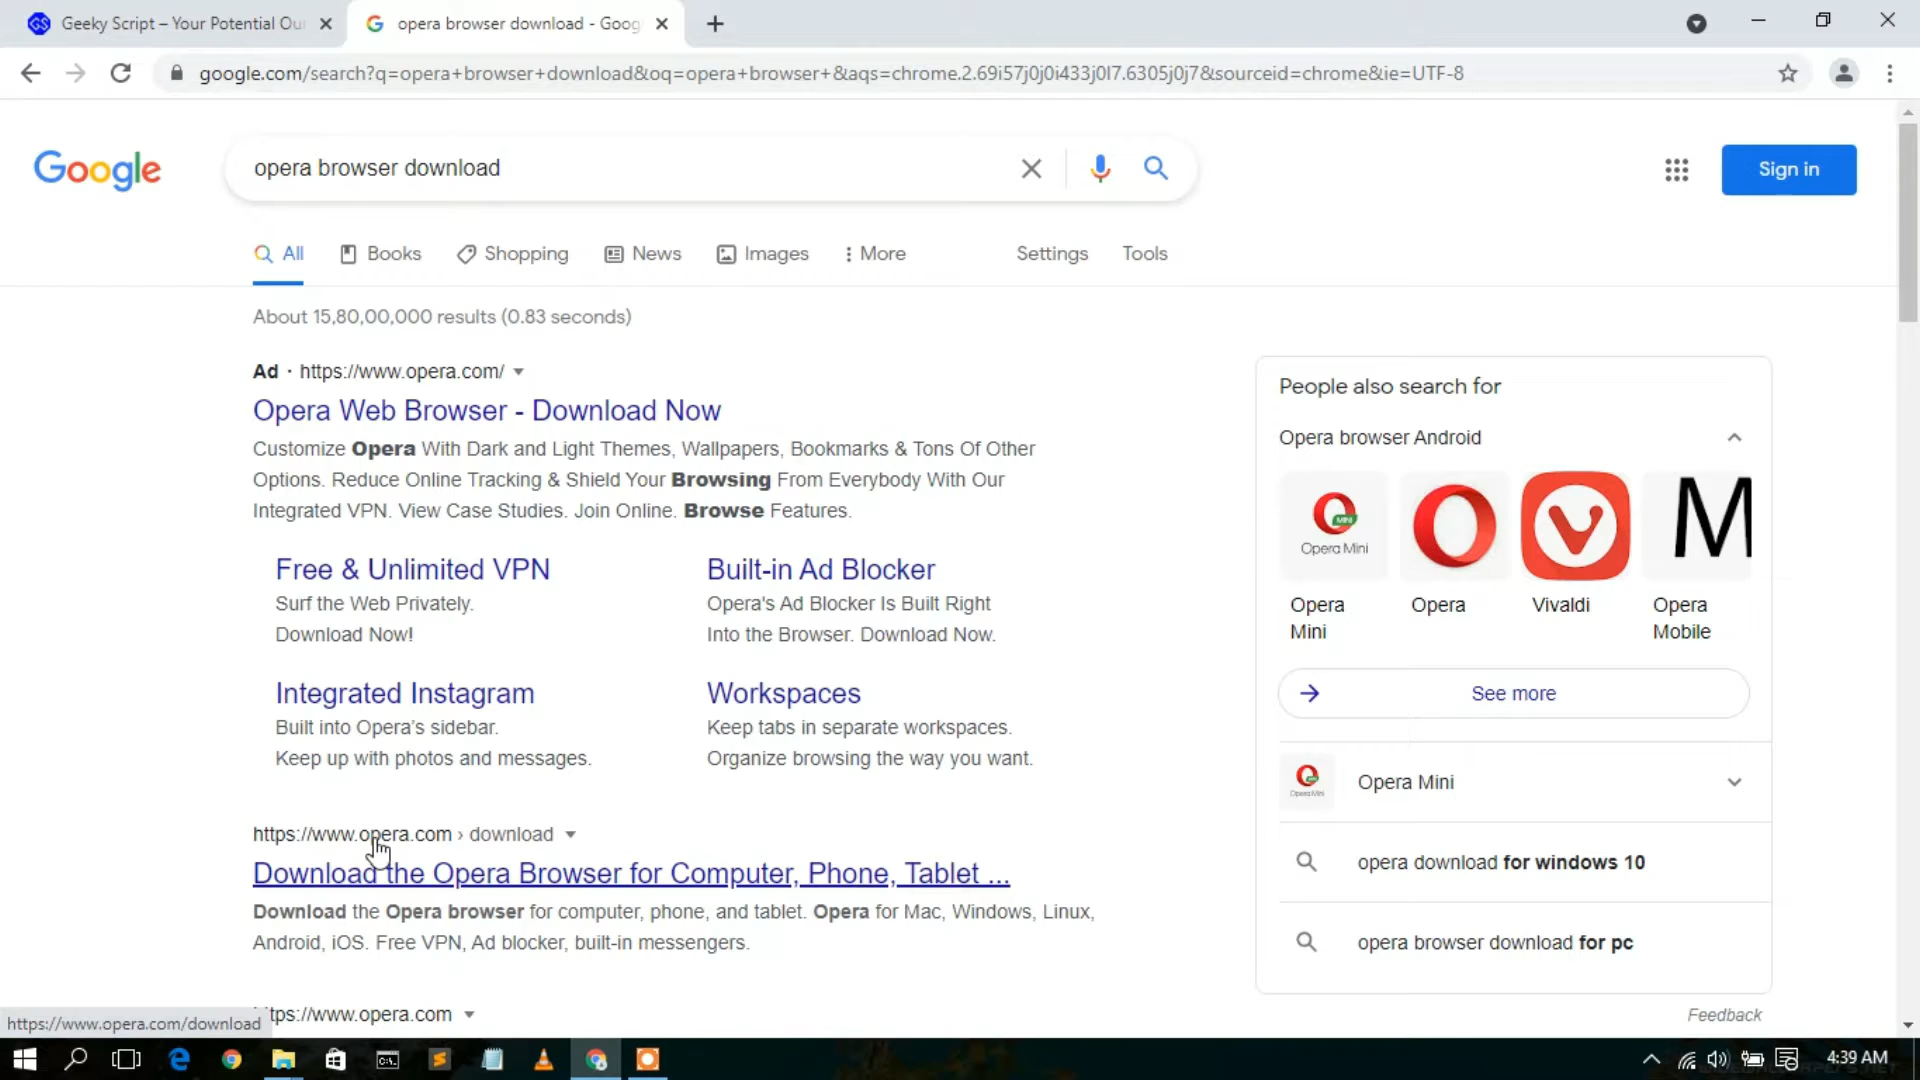 Geeky Script – Your Potential Our
opera browser download - Goog
google.com/search?q=opera+browser+download&oq=opera+browser+&aqs=chrome.2.69i57j0j0i433j0l7.6305j0j7&sourceid=chrome&ie=UTF-8
Google
opera browser download
Sign in
All
Books
Shopping
News
Images
More
Settings
Tools
About 15,80,00,000 results (0.83 seconds)
Ad · https://www.opera.com/
Opera Web Browser - Download Now
Customize Opera With Dark and Light Themes, Wallpapers, Bookmarks & Tons Of Other
Options. Reduce Online Tracking & Shield Your Browsing From Everybody With Our
Integrated VPN. View Case Studies. Join Online. Browse Features.
Free & Unlimited VPN
Surf the Web Privately.
Download Now!
Built-in Ad Blocker
Opera's Ad Blocker Is Built Right
Into the Browser. Download Now.
Integrated Instagram
Built into Opera's sidebar.
Keep up with photos and messages.
Workspaces
Keep tabs in separate workspaces.
Organize browsing the way you want.
https://www.opera.com › download
Download the Opera Browser for Computer, Phone, Tablet ...
Download the Opera browser for computer, phone, and tablet. Opera for Mac, Windows, Linux,
Android, iOS. Free VPN, Ad blocker, built-in messengers.
ttps://www.opera.com
https://www.opera.com/download
People also search for
Opera browser Android
MINI
Opera Mini
M
Opera
Mini
Opera
Vivaldi
Opera
Mobile
See more
Opera Mini
opera download for windows 10
opera browser download for pc
Feedback
4:39 AM